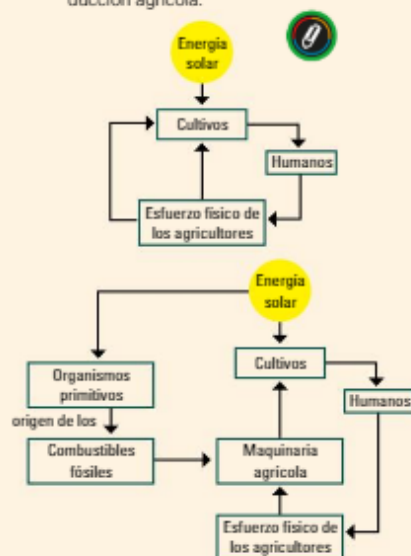 ducción agrícola.
Energía
solar
Cultivos
Humanos
Esfuerzo físico de
los agricultores
Energía
solar
Organismos
primitivos
Cultivos
Humanos
origen de los
Combustibles
fósiles
Maquinaria
agrícola
Esfuerzo físico de
los agricultores